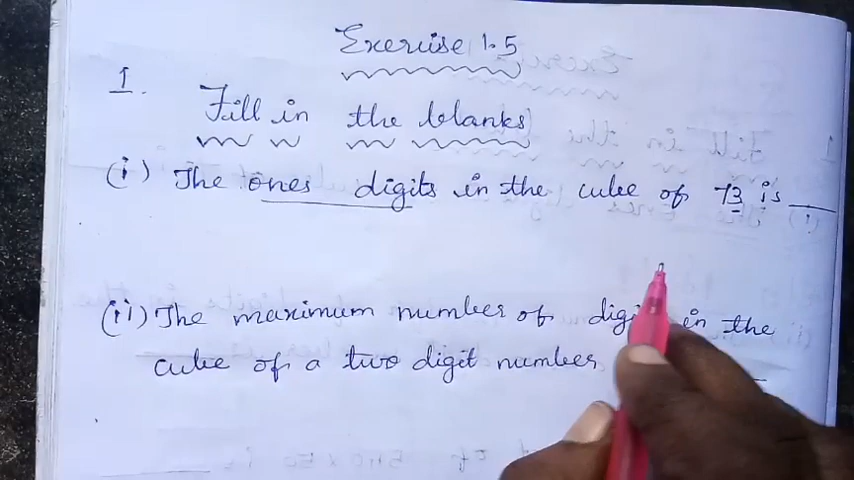 Exercise 1.5
1.
Fill in the blanks
(i) The ones digits in the cube of 73 is ___
(ii) The maximum number of in the
cube of a two digit number